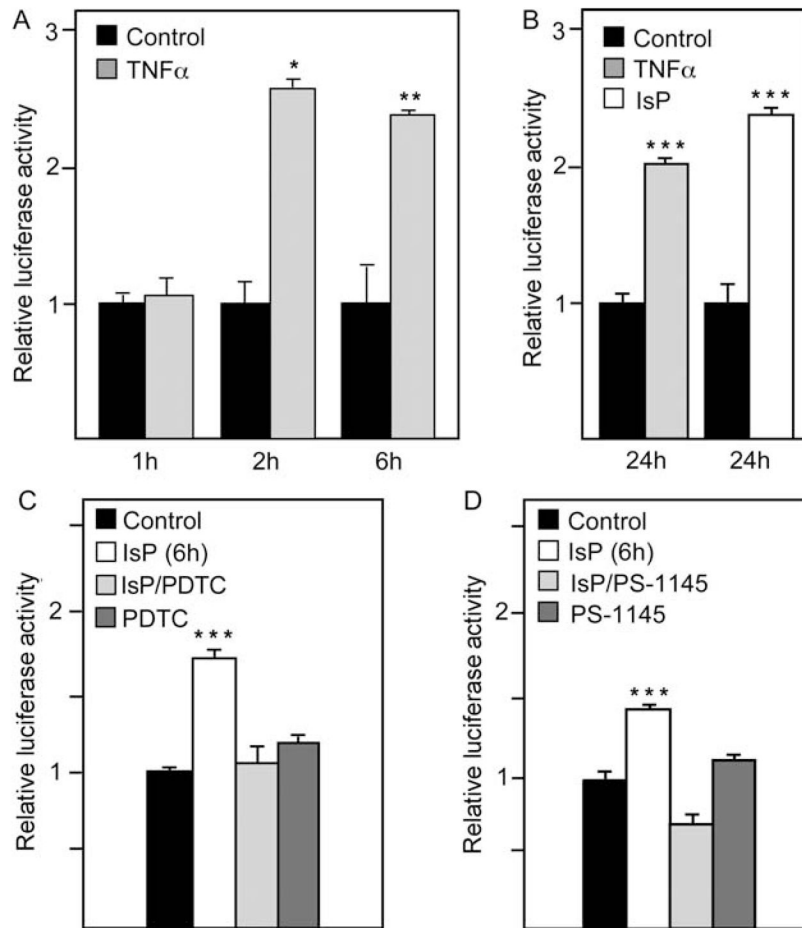 A
Relative luciferase activity
3
2
1
Control
TNFα
*
**
1h 2h 6h
B
Relative luciferase activity
3
2
1
Control
TNFα
IsP
***
***
24h 24h
C
Relative luciferase activity
2
1
Control
IsP (6h)
IsP/PDTC
PDTC
***
D
Relative luciferase activity
2
1
Control
IsP (6h)
IsP/PS-1145
PS-1145
***